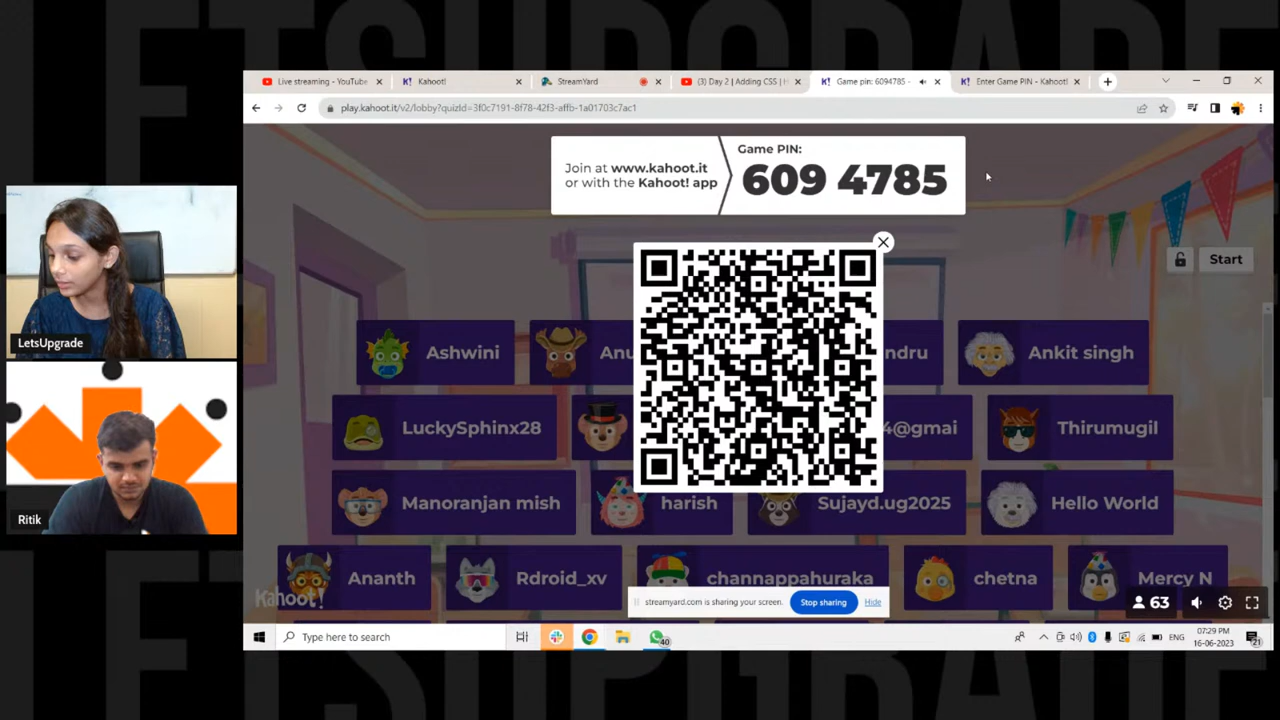 LETSUPGRADE
Live streaming - YouTube
Kahoot!
StreamYard
(3) Day 2 | Adding CSS | H
Game pin: 6094785 -
Enter Game PIN - Kahoot!
play.kahoot.it/v2/lobby?quizId=3f0c7191-8f78-42f3-affb-1a01703c7ac1
Join at www.kahoot.it
or with the Kahoot! app
Game PIN:
609 4785
Start
Ashwini
Anu
ndru
Ankit singh
LuckySphinx28
4@gmai
Thirumugil
Manoranjan mish
harish
Sujayd.ug2025
Hello World
Ananth
Rdroid_xv
channappahuraka
chetna
Mercy N
Kahoot!
streamyard.com is sharing your screen.
Stop sharing
Hide
63
Type here to search
40
ENG
07:29 PM
16-06-2023
21
LetsUpgrade
Ritik
LETSUPGRADE